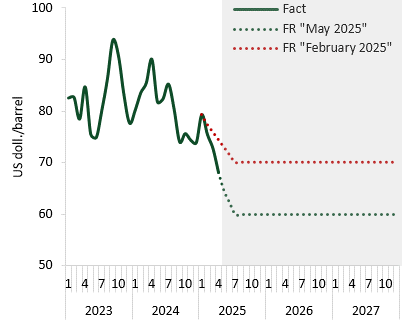 100
90
80
70
60
50
US doll./barrel
Fact
FR "May 2025"
FR "February 2025"
1 4 7 10 1 4 7 10 1 4 7 10 1 4 7 10 1 4 7 10
2023 2024 2025 2026 2027